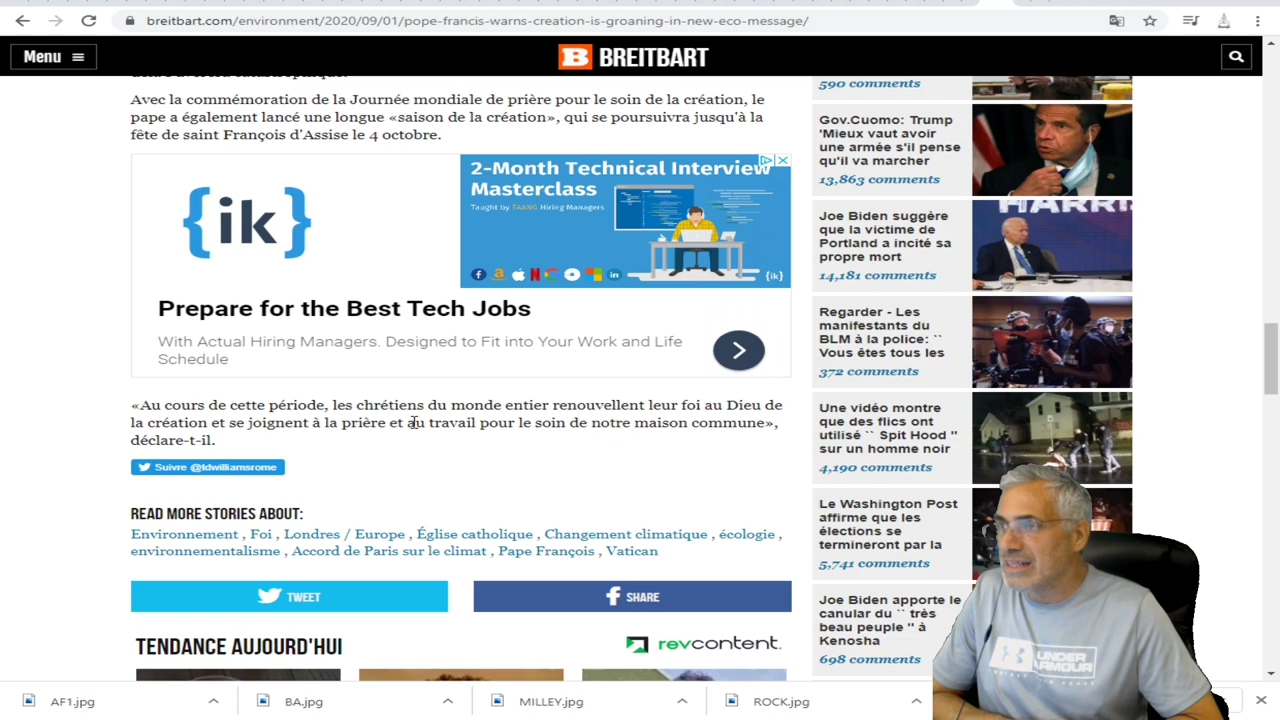 breitbart.com/environment/2020/09/01/pope-francis-warns-creation-is-groaning-in-new-eco-message/
Menu
B BREITBART
Avec la commémoration de la Journée mondiale de prière pour le soin de la création, le
pape a également lancé une longue «saison de la création», qui se poursuivra jusqu'à la
fête de saint François d'Assise le 4 octobre.
{ik}
2-Month Technical Interview
Masterclass
Taught by FAANG Hiring Managers
{ik}
Prepare for the Best Tech Jobs
With Actual Hiring Managers. Designed to Fit into Your Work and Life
Schedule
«Au cours de cette période, les chrétiens du monde entier renouvellent leur foi au Dieu de
la création et se joignent à la prière et au travail pour le soin de notre maison commune»,
déclare-t-il.
Suivre @tdwilliamsrome
READ MORE STORIES ABOUT:
Environnement , Foi , Londres / Europe , Église catholique , Changement climatique , écologie ,
environnementalisme , Accord de Paris sur le climat , Pape François , Vatican
TWEET
SHARE
TENDANCE AUJOURD'HUI
revcontent.
590 comments
Gov.Cuomo: Trump
'Mieux vaut avoir
une armée s'il pense
qu'il va marcher
13,863 comments
HARRIS
Joe Biden suggère
que la victime de
Portland a incité sa
propre mort
14,181 comments
Regarder - Les
manifestants du
BLM à la police: ``
Vous êtes tous les
372 comments
Une vidéo montre
que des flics ont
utilisé `` Spit Hood ''
sur un homme noir
4,190 comments
Le Washington Post
affirme que les
élections se
termineront par la
5,741 comments
Joe Biden apporte le
canular du `` très
beau peuple '' à
Kenosha
698 comments
UNDER
ARMOUR
AF1.jpg
BA.jpg
MILLEY.jpg
ROCK.jpg